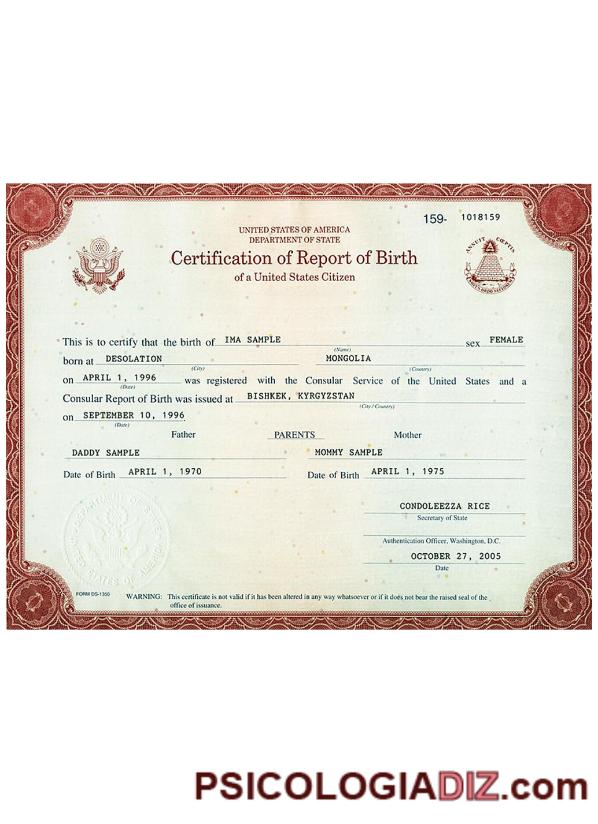 159- 1018159
UNITED STATES OF AMERICA
DEPARTMENT OF STATE
Certification of Report of Birth
of a United States Citizen
ANNUIT CŒPTIS
This is to certify that the birth of IMA SAMPLE sex FEMALE
(Name)
born at DESOLATION MONGOLIA
(City) (Country)
on APRIL 1, 1996 was registered with the Consular Service of the United States and a
(Date)
Consular Report of Birth was issued at BISHKEK, KYRGYZSTAN
(City / Country)
on SEPTEMBER 10, 1996.
(Date)
Father PARENTS Mother
DADDY SAMPLE MOMMY SAMPLE
Date of Birth APRIL 1, 1970 Date of Birth APRIL 1, 1975
CONDOLEEZZA RICE
Secretary of State
Authentication Officer, Washington, D.C.
OCTOBER 27, 2005
Date
FORM DS-1350
WARNING: This certificate is not valid if it has been altered in any way whatsoever or if it does not bear the raised seal of the
office of issuance.
PSICOLOGIADIZ.com